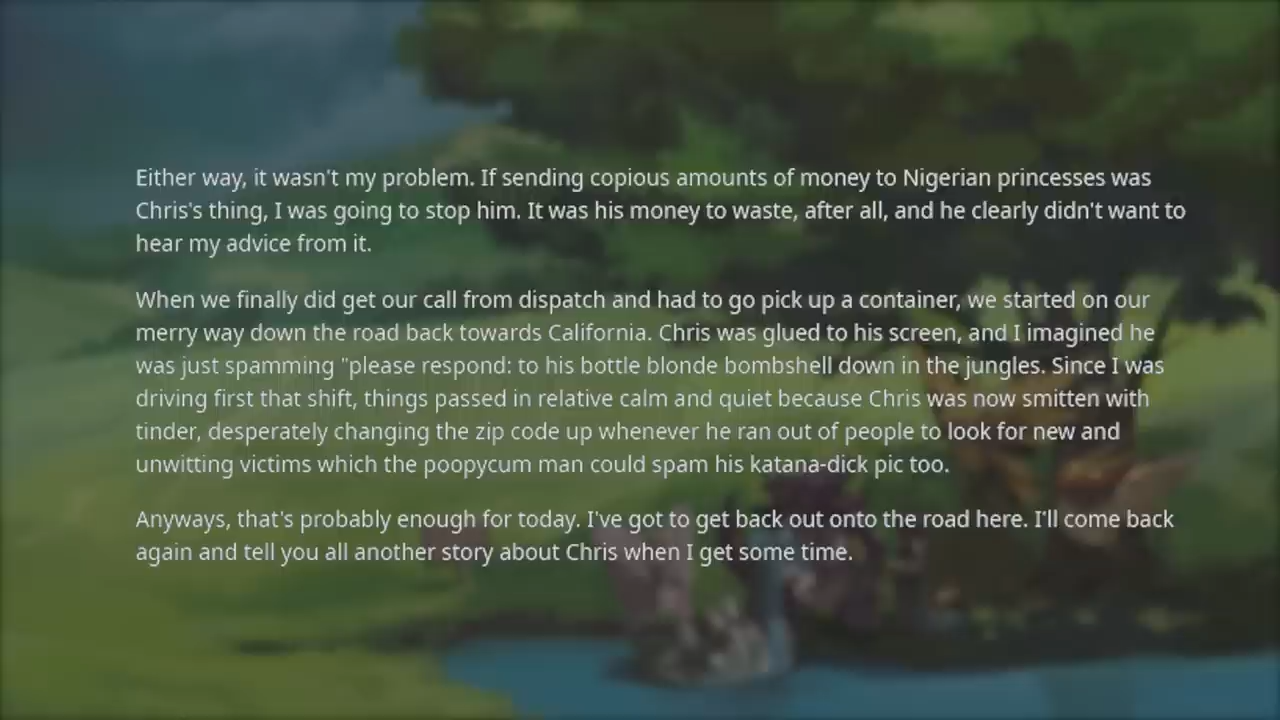 Either way, it wasn't my problem. If sending copious amounts of money to Nigerian princesses was
Chris's thing, I was going to stop him. It was his money to waste, after all, and he clearly didn't want to
hear my advice from it.
When we finally did get our call from dispatch and had to go pick up a container, we started on our
merry way down the road back towards California. Chris was glued to his screen, and I imagined he
was just spamming "please respond: to his bottle blonde bombshell down in the jungles. Since I was
driving first that shift, things passed in relative calm and quiet because Chris was now smitten with
tinder, desperately changing the zip code up whenever he ran out of people to look for new and
unwitting victims which the poopycum man could spam his katana-dick pic too.
Anyways, that's probably enough for today. I've got to get back out onto the road here. I'll come back
again and tell you all another story about Chris when I get some time.